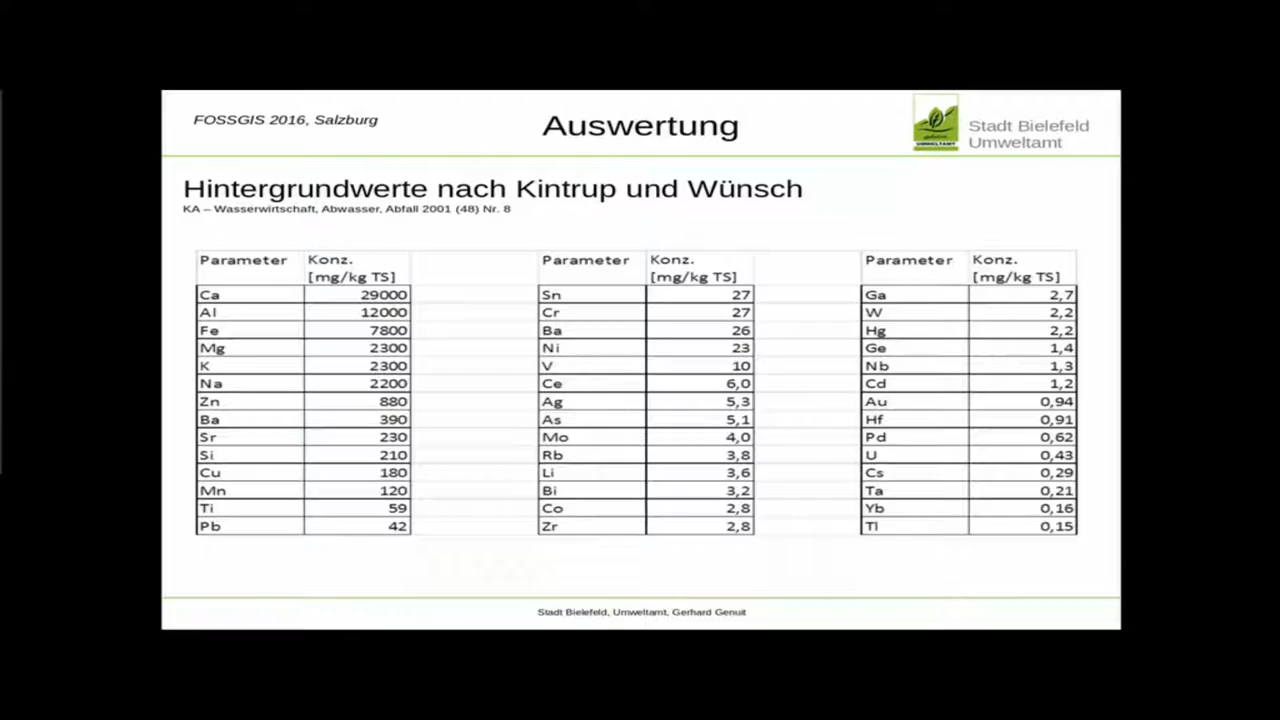 FOSSGIS 2016, Salzburg
Auswertung
UMWELTAMT
Stadt Bielefeld
Umweltamt
Hintergrundwerte nach Kintrup und Wünsch
KA – Wasserwirtschaft, Abwasser, Abfall 2001 (48) Nr. 8
Parameter Konz. Parameter Konz. Parameter Konz.
[mg/kg TS] [mg/kg TS] [mg/kg TS]
Ca 29000 Sn 27 Ga 2,7
Al 12000 Cr 27 W 2,2
Fe 7800 Ba 26 Hg 2,2
Mg 2300 Ni 23 Ge 1,4
K 2300 V 10 Nb 1,3
Na 2200 Ce 6,0 Cd 1,2
Zn 880 Ag 5,3 Au 0,94
Ba 390 As 5,1 Hf 0,91
Sr 230 Mo 4,0 Pd 0,62
Si 210 Rb 3,8 U 0,43
Cu 180 Li 3,6 Cs 0,29
Mn 120 Bi 3,2 Ta 0,21
Ti 59 Co 2,8 Yb 0,16
Pb 42 Zr 2,8 Tl 0,15
Stadt Bielefeld, Umweltamt, Gerhard Genuit